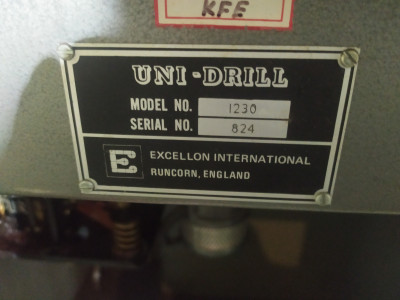 KFE
UNI-DRILL
MODEL NO. 1230
SERIAL NO. 824
E EXCELLON INTERNATIONAL
RUNCORN, ENGLAND